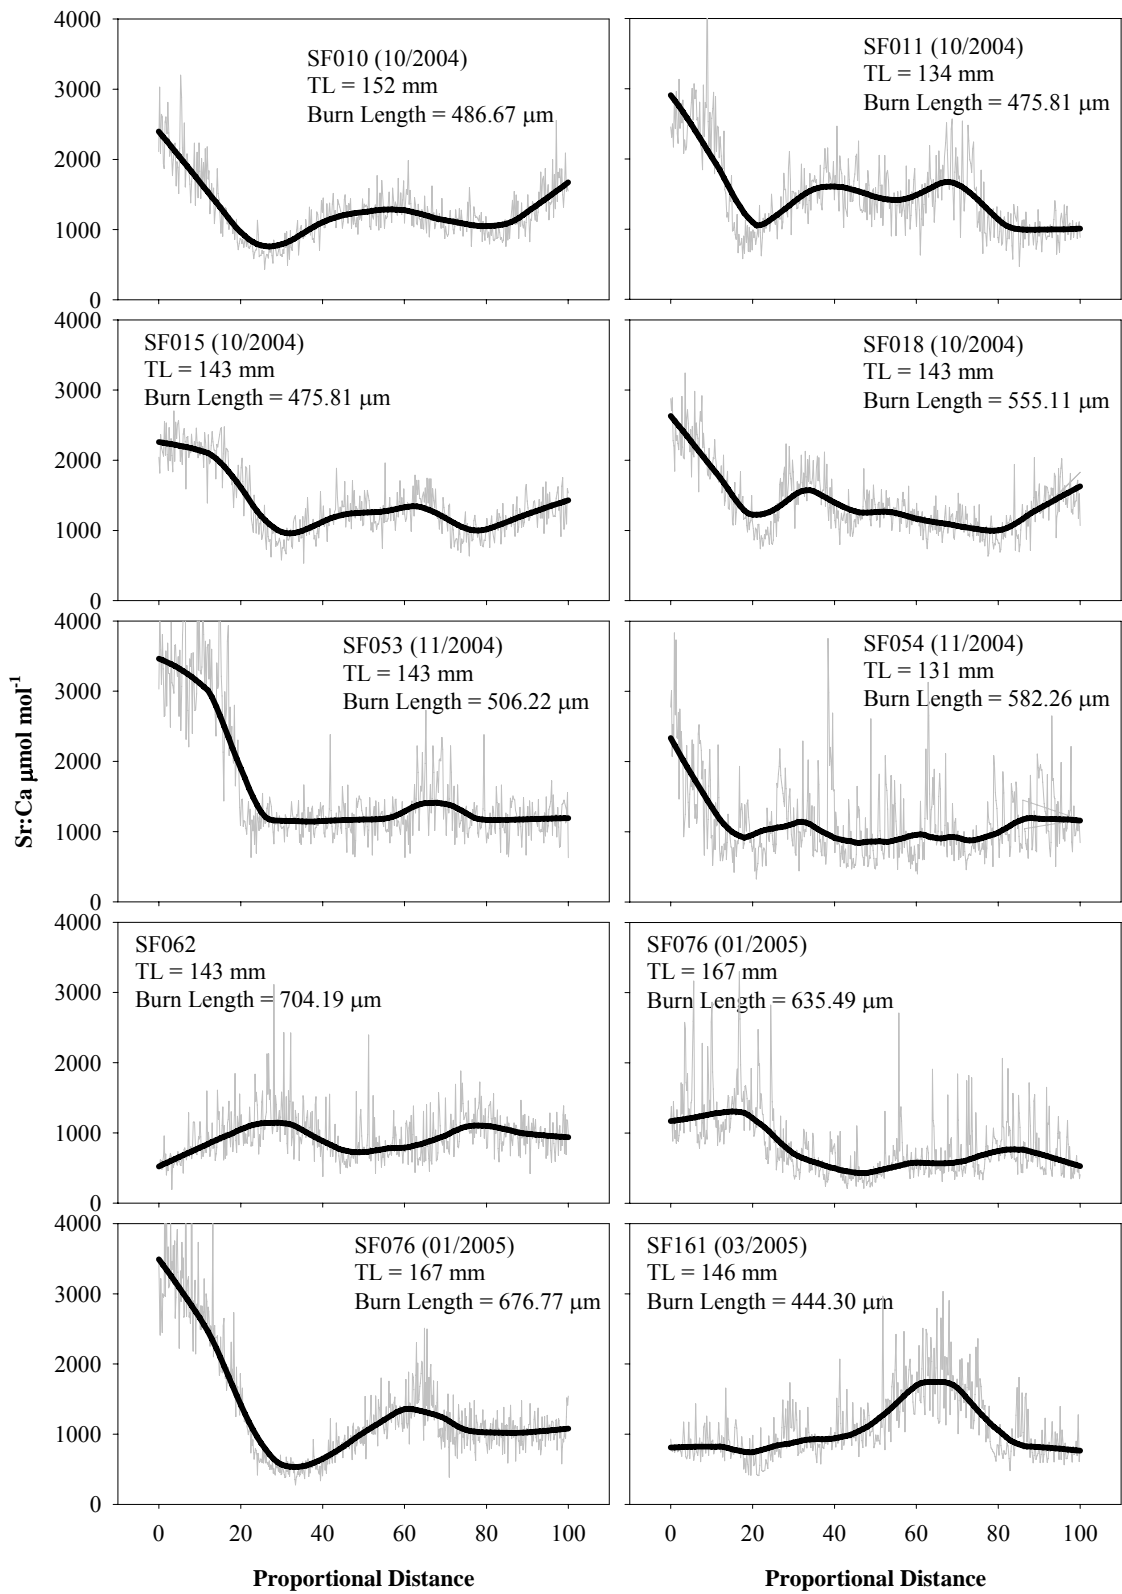 4000
3000
2000
1000
0
SF010 (10/2004)
TL = 152 mm
Burn Length = 486.67 μm
SF011 (10/2004)
TL = 134 mm
Burn Length = 475.81 μm
4000
3000
2000
1000
0
SF015 (10/2004)
TL = 143 mm
Burn Length = 475.81 μm
SF018 (10/2004)
TL = 143 mm
Burn Length = 555.11 μm
Sr:Ca μmol mol⁻¹
4000
3000
2000
1000
0
SF053 (11/2004)
TL = 143 mm
Burn Length = 506.22 μm
SF054 (11/2004)
TL = 131 mm
Burn Length = 582.26 μm
4000
3000
2000
1000
0
SF062
TL = 143 mm
Burn Length = 704.19 μm
SF076 (01/2005)
TL = 167 mm
Burn Length = 635.49 μm
4000
3000
2000
1000
0
SF076 (01/2005)
TL = 167 mm
Burn Length = 676.77 μm
SF161 (03/2005)
TL = 146 mm
Burn Length = 444.30 μm
0 20 40 60 80 100
0 20 40 60 80 100
Proportional Distance
Proportional Distance